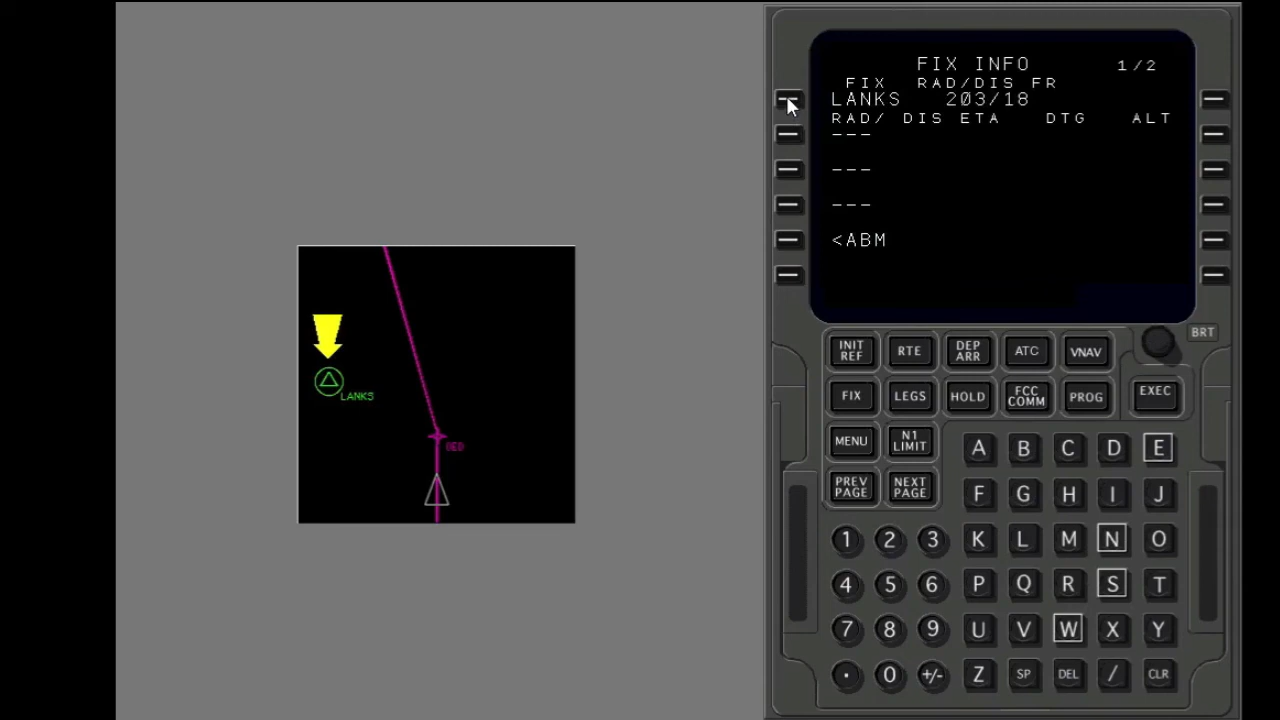 FIX INFO 1/2
FIX RAD/DIS FR
LANKS 203/18
RAD/ DIS ETA DTG ALT
---
---
---
<ABM
LANKS
BRT
INIT REF
RTE
DEP ARR
ATC
VNAV
FIX
LEGS
HOLD
FCC COMM
PROG
EXEC
MENU
N1 LIMIT
PREV PAGE
NEXT PAGE
A B C D E
F G H I J
1 2 3 K L M N O
4 5 6 P Q R S T
7 8 9 U V W X Y
. 0 +/- Z SP DEL / CLR